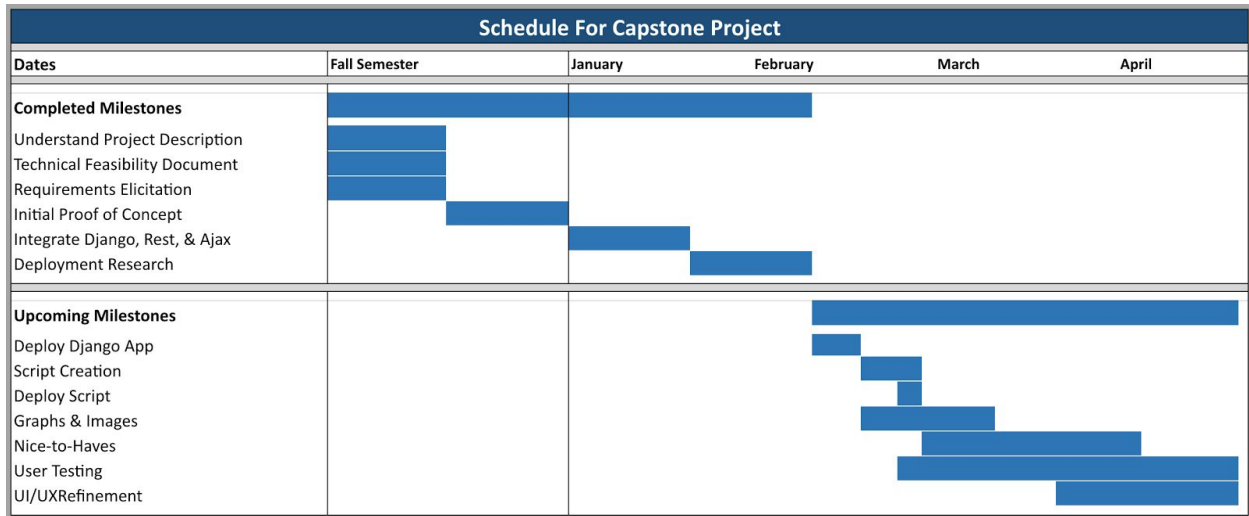 Schedule For Capstone Project
Dates Fall Semester January February March April
Completed Milestones
Understand Project Description
Technical Feasibility Document
Requirements Elicitation
Initial Proof of Concept
Integrate Django, Rest, & Ajax
Deployment Research
Upcoming Milestones
Deploy Django App
Script Creation
Deploy Script
Graphs & Images
Nice-to-Haves
User Testing
UI/UXRefinement